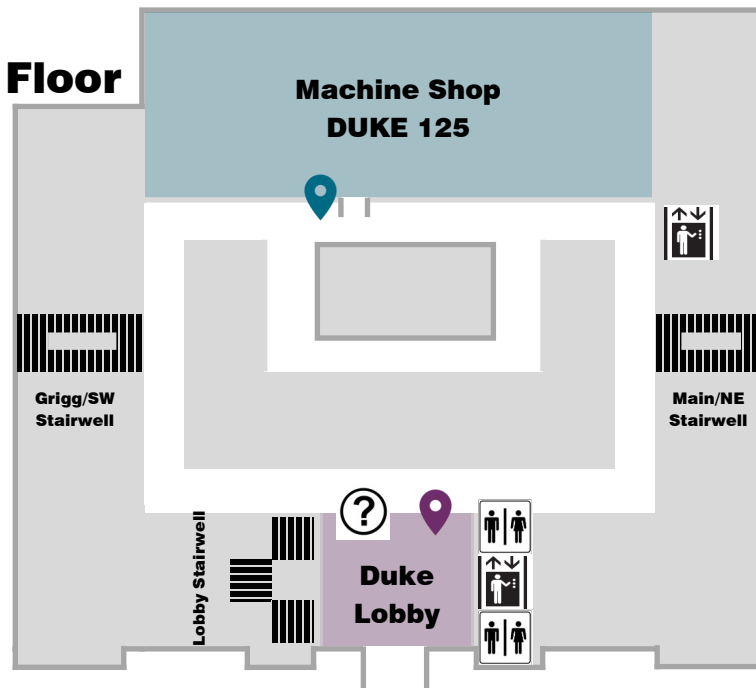 Floor
Machine Shop
DUKE 125
Grigg/SW
Stairwell
Main/NE
Stairwell
Lobby Stairwell
?
Duke
Lobby